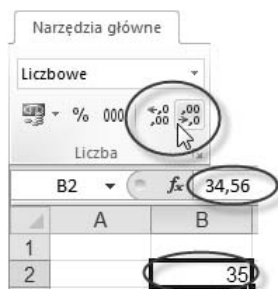 Narzędzia główne
Liczbowe
% 000 ,0 ,00 ,00 ,0
Liczba
B2 fx 34,56
A B
1
2 35